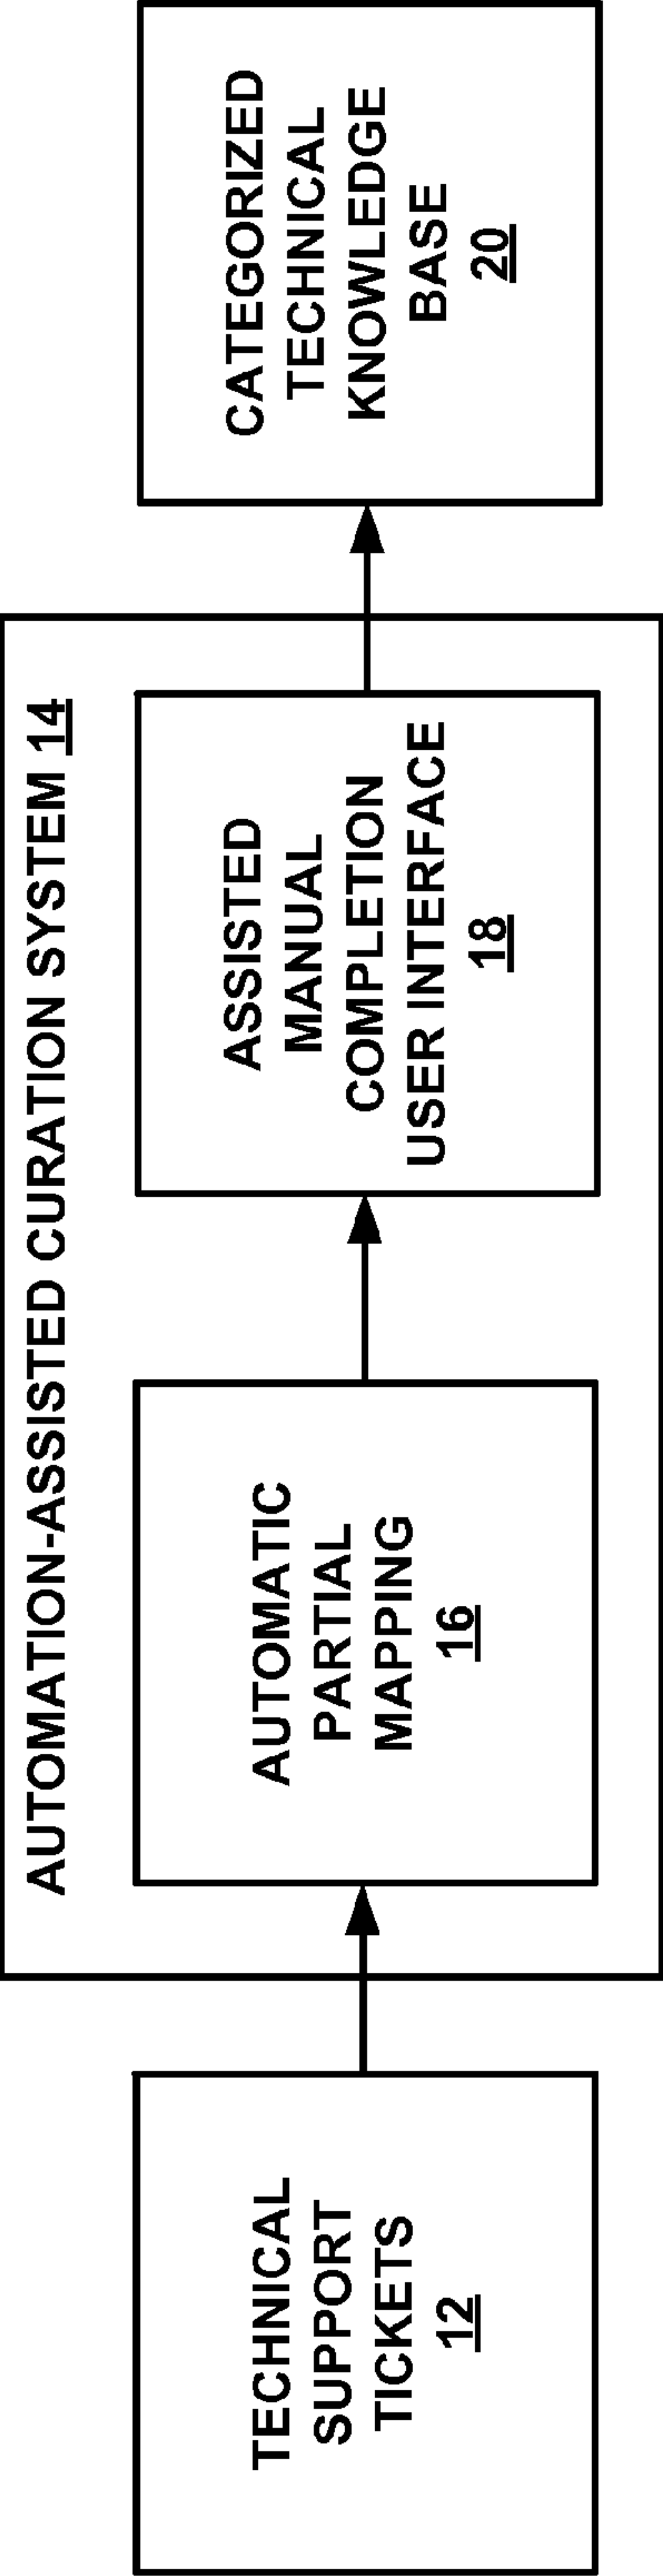 AUTOMATION-ASSISTED CURATION SYSTEM 14
TECHNICAL
SUPPORT
TICKETS
12
AUTOMATIC
PARTIAL
MAPPING
16
ASSISTED
MANUAL
COMPLETION
USER INTERFACE
18
CATEGORIZED
TECHNICAL
KNOWLEDGE
BASE
20